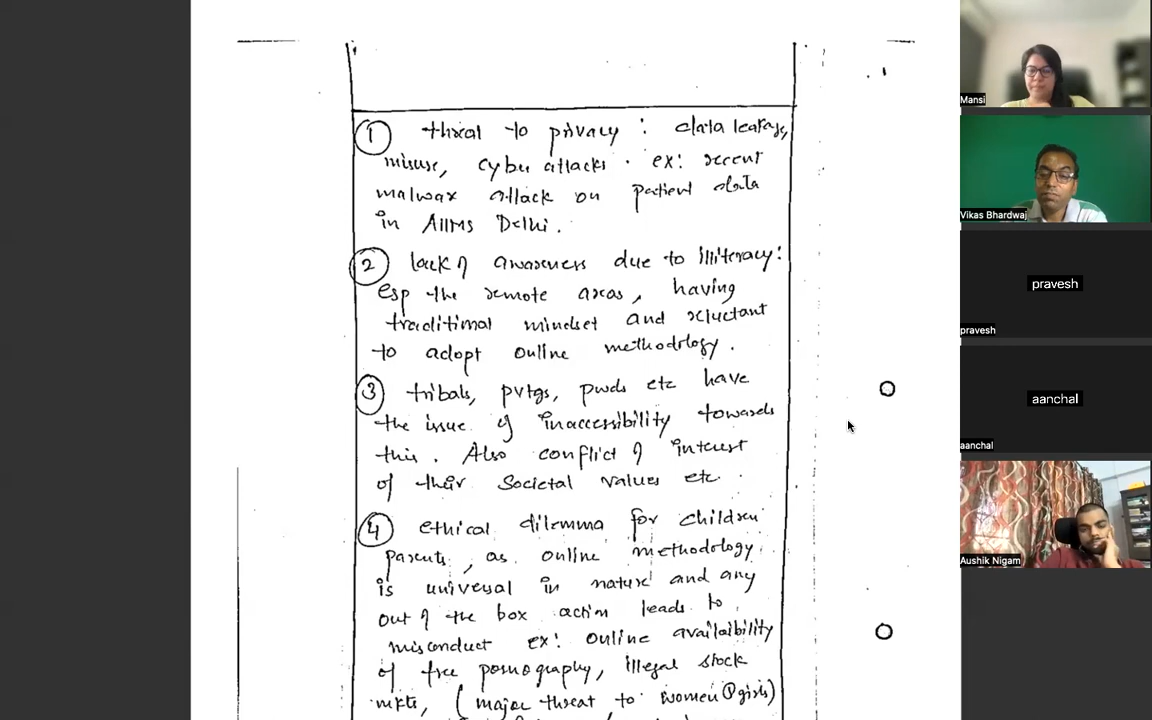 ① threat to privacy : data leakage,
misuse, cyber attacks . ex: recent
malwax attack on patient data
in AIIMS Delhi .
② lack of awareness due to illiteracy:
esp the remote areas, having
traditional mindset and reluctant
to adopt online methodology .
③ tribals, pvtgs, pwds etc have
the issue of inaccessibility towards
this . Also conflict of interest
of their Societal values etc .
④ ethical dilemma for children
parents, as online methodology
is universal in nature and any
out of the box action leads to
misconduct ex: online availaibility
of free pornography, illegal stock
mkts, ( major threat to women & girls)
Mansi
Vikas Bhardwaj
pravesh
pravesh
aanchal
aanchal
Aushik Nigam